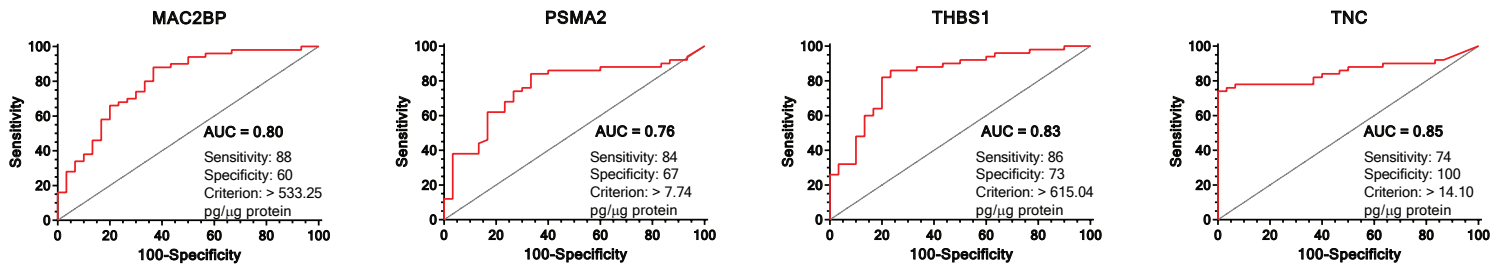 MAC2BP
100
80
60
40
20
0
Sensitivity
AUC = 0.80
Sensitivity: 88
Specificity: 60
Criterion: > 533.25
pg/μg protein
0 20 40 60 80 100
100-Specificity
PSMA2
100
80
60
40
20
0
Sensitivity
AUC = 0.76
Sensitivity: 84
Specificity: 67
Criterion: > 7.74
pg/μg protein
0 20 40 60 80 100
100-Specificity
THBS1
100
80
60
40
20
0
Sensitivity
AUC = 0.83
Sensitivity: 86
Specificity: 73
Criterion: > 615.04
pg/μg protein
0 20 40 60 80 100
100-Specificity
TNC
100
80
60
40
20
0
Sensitivity
AUC = 0.85
Sensitivity: 74
Specificity: 100
Criterion: > 14.10
pg/μg protein
0 20 40 60 80 100
100-Specificity